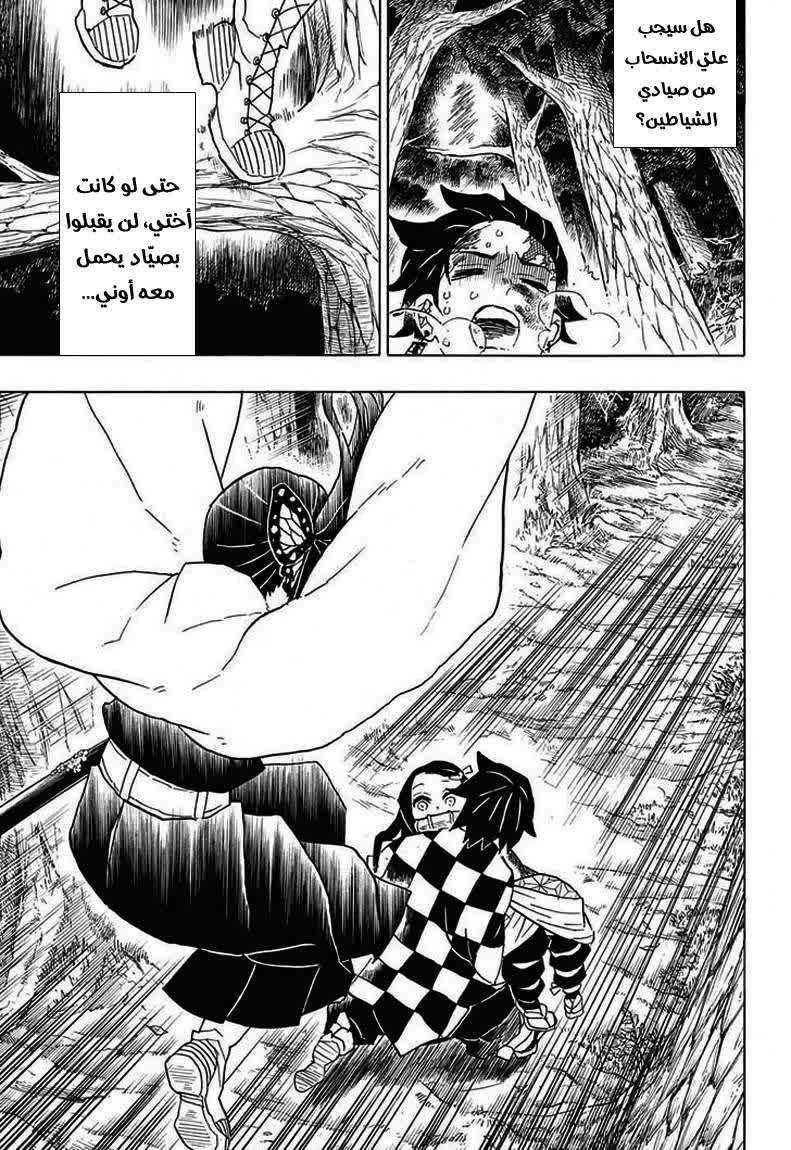 هل سيجب
علي الانسحاب
من صيادي
الشياطين؟
حتى لو كانت
أختي، لن يقبلوا
بصيّاد يحمل
معه أوني...